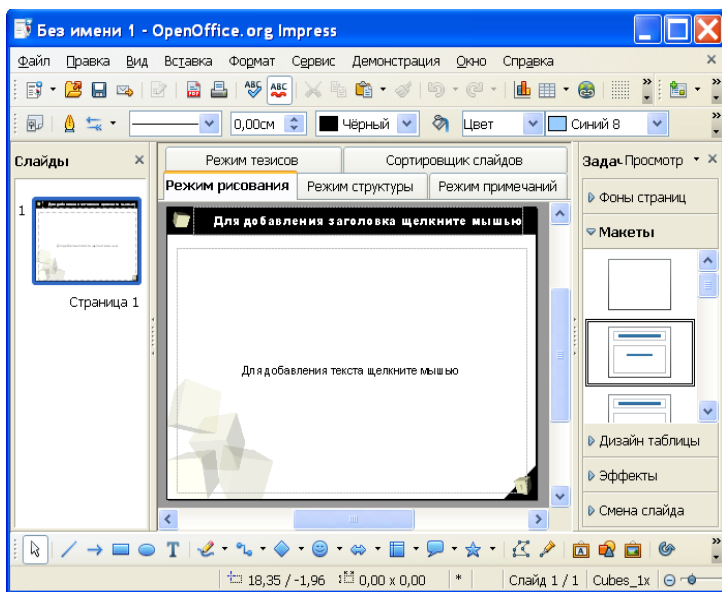 Без имени 1 - OpenOffice.org Impress
Файл Правка Вид Вставка Формат Сервис Демонстрация Окно Справка
ABC ABC
0,00см Чёрный Цвет Синий 8
Слайды
Режим тезисов Сортировщик слайдов
Режим рисования Режим структуры Режим примечаний
1
Страница 1
Для добавления заголовка щелкните мышью
Для добавления текста щелкните мышью
Задач Просмотр
Фоны страниц
Макеты
Дизайн таблицы
Эффекты
Смена слайда
T A
18,35 / -1,96 0,00 x 0,00 * Слайд 1 / 1 Cubes_1x